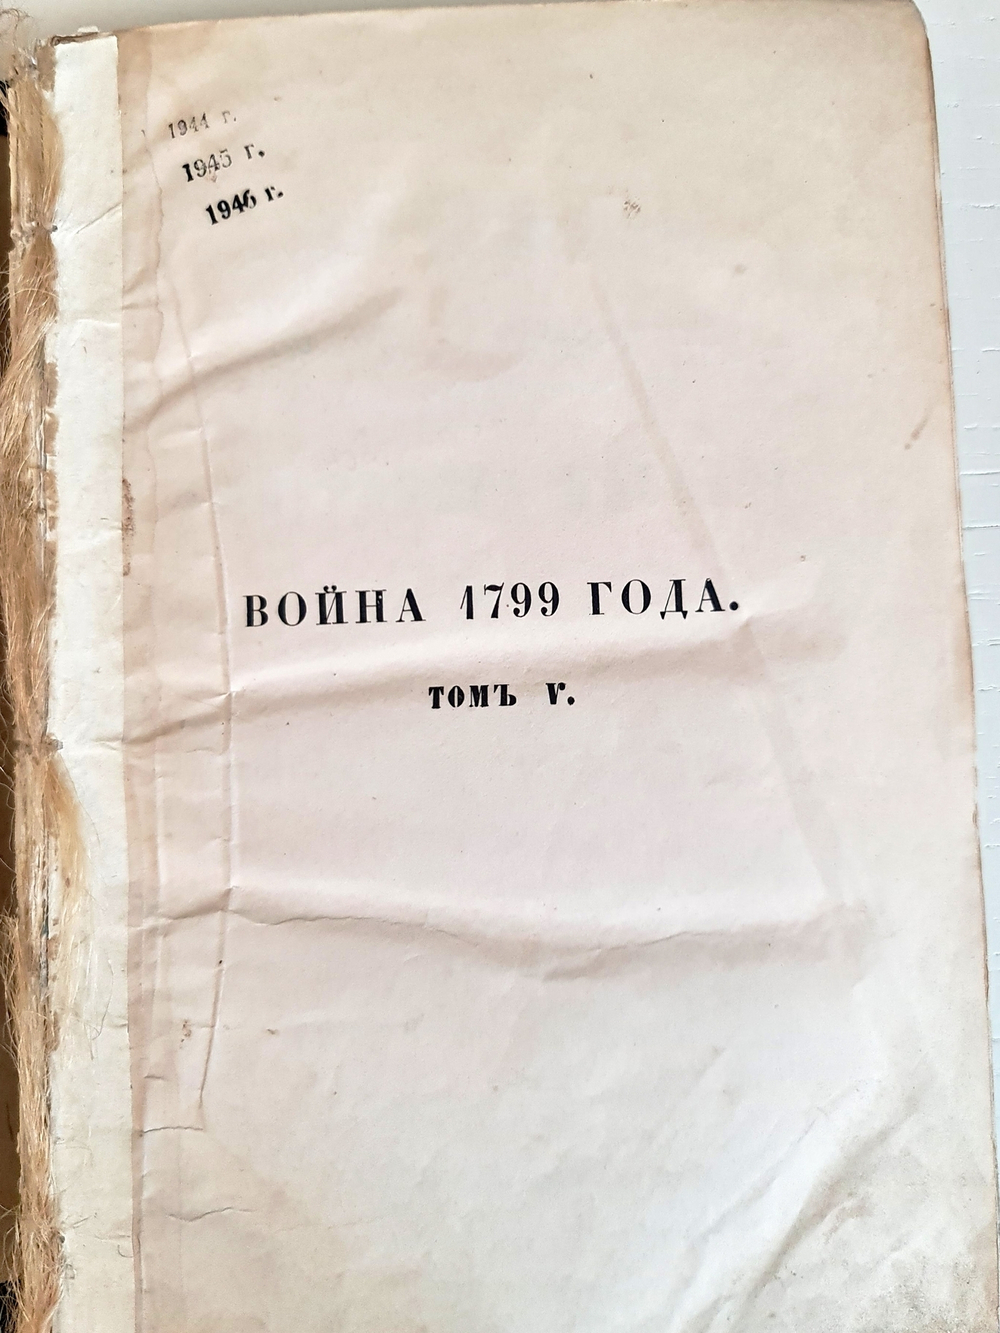 1944 г.
1945 г.
1946 г.
ВОЙНА 1799 ГОДА.
ТОМЪ V.